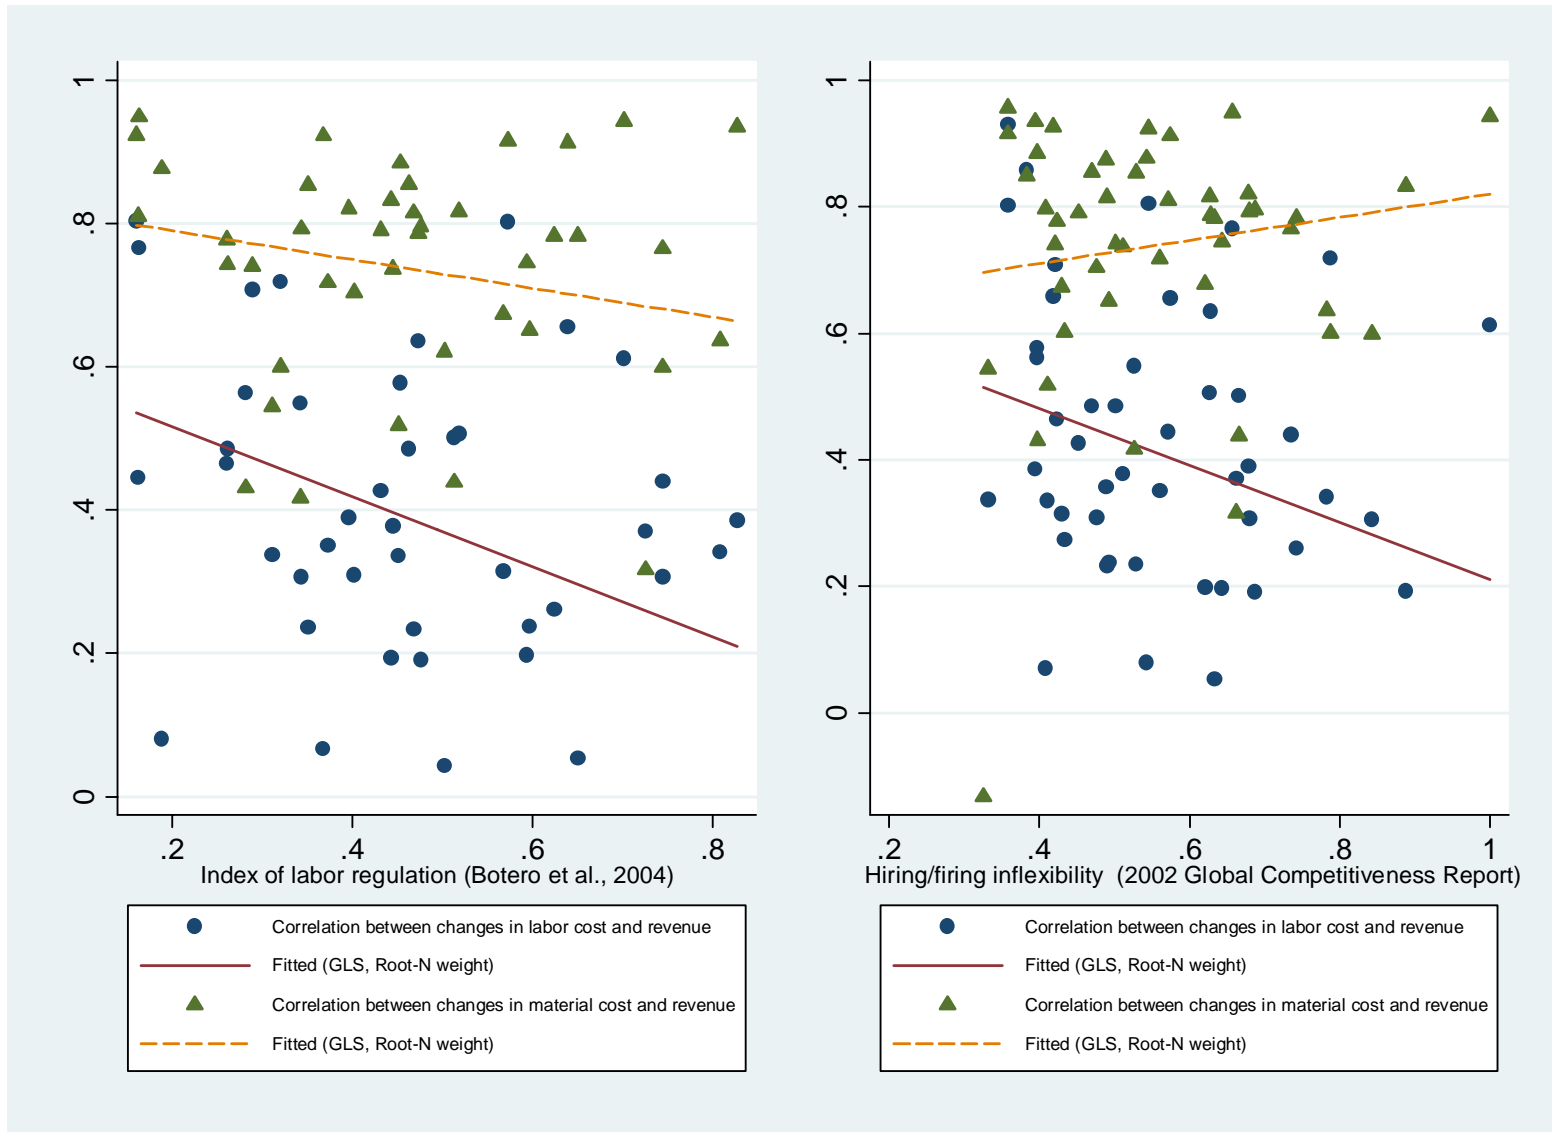 1
.8
.6
.4
.2
0
.2
.4
.6
.8
Index of labor regulation (Botero et al., 2004)
Correlation between changes in labor cost and revenue
Fitted (GLS, Root-N weight)
Correlation between changes in material cost and revenue
Fitted (GLS, Root-N weight)
1
.8
.6
.4
.2
0
.2
.4
.6
.8
1
Hiring/firing inflexibility (2002 Global Competitiveness Report)
Correlation between changes in labor cost and revenue
Fitted (GLS, Root-N weight)
Correlation between changes in material cost and revenue
Fitted (GLS, Root-N weight)